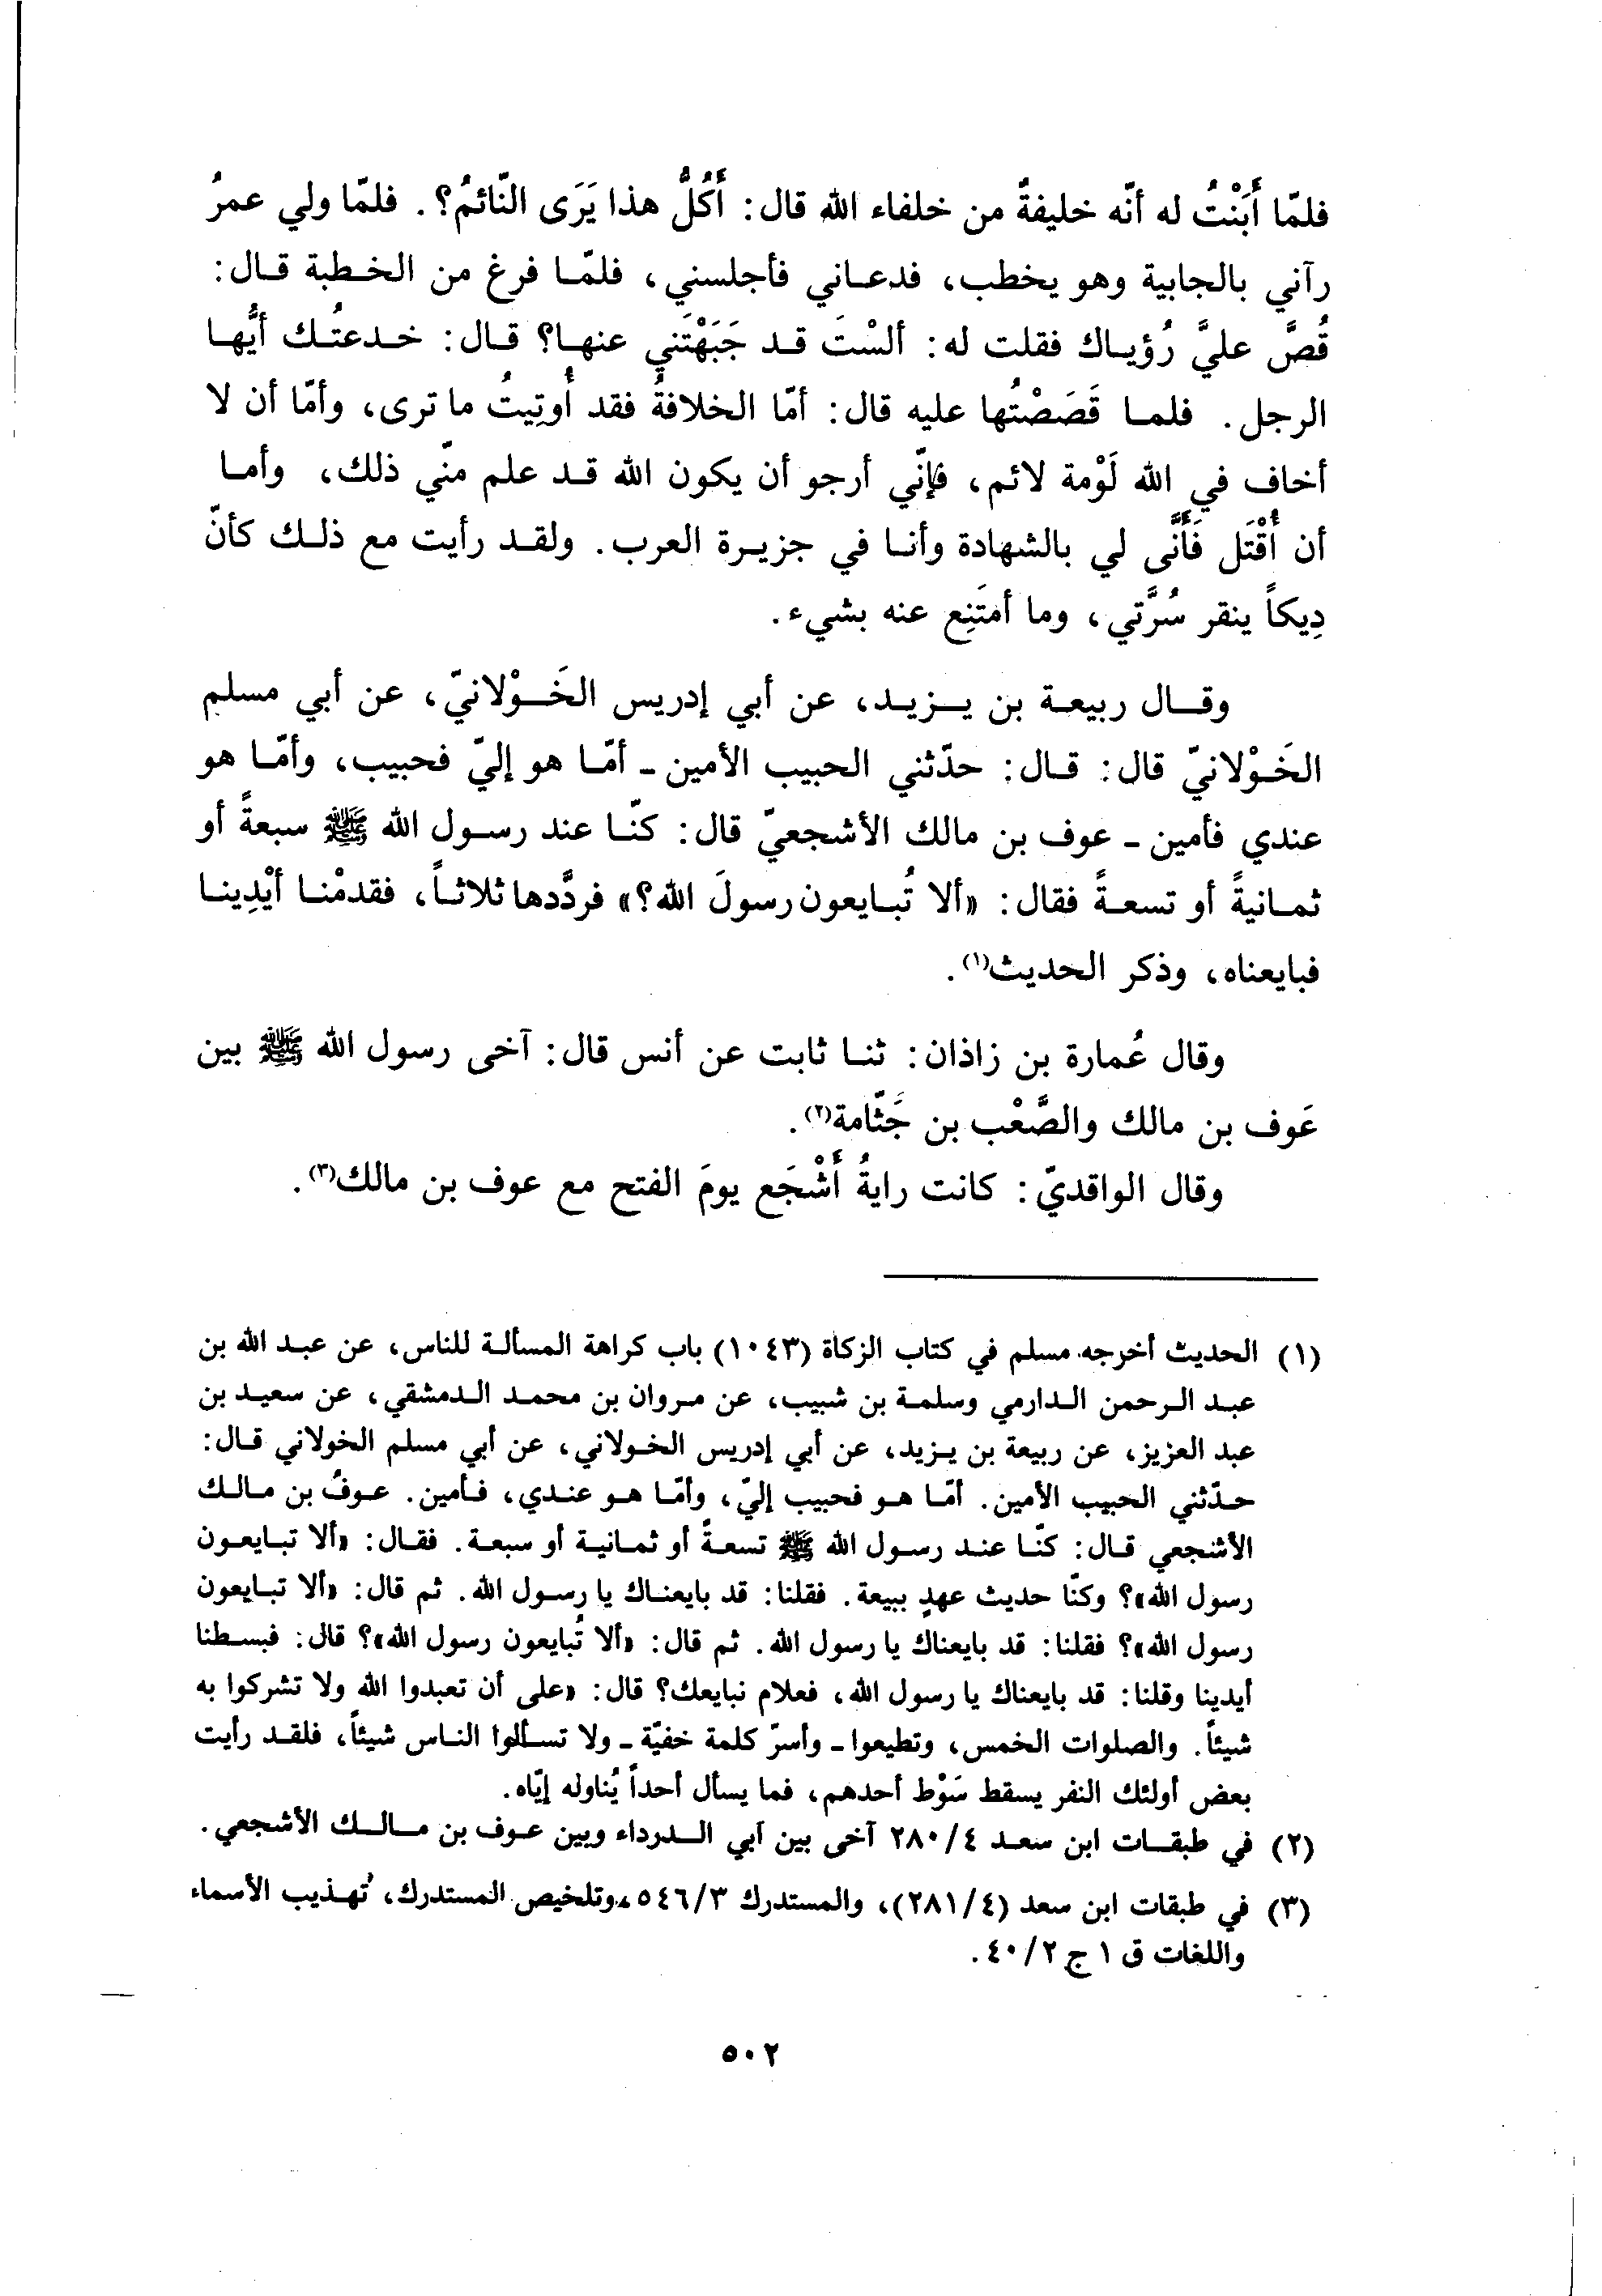 فلمّا أَبَنْتُ له أنّه خليفةٌ من خلفاء الله قال: أَكُلُّ هذا يَرَى النّائمُ؟. فلمّا ولي عمرُ
رآني بالجابية وهو يخطب، فدعاني فأجلسني، فلمّا فرغ من الخطبة قال:
قُصَّ عليَّ رُؤياك فقلت له: ألسْتَ قد جَبَهْتَني عنها؟ قال: خدعتُك أيُّها
الرجل. فلما قَصَصْتُها عليه قال: أمّا الخلافةُ فقد أُوتِيتُ ما ترى، وأمّا أن لا
أخاف في الله لَوْمة لائم، فإنّي أرجو أن يكون الله قد علم منّي ذلك، وأما
أن أُقْتَل فَأَنَّى لي بالشهادة وأنا في جزيرة العرب. ولقد رأيت مع ذلك كأنّ
دِيكاً ينقر سُرَّتي، وما أمتَنِع عنه بشيء.
وقال ربيعة بن يزيد، عن أبي إدريس الخَوْلانيّ، عن أبي مسلم
الخَوْلانيّ قال: قال: حدّثني الحبيب الأمين - أمّا هو إليّ فحبيب، وأمّا هو
عندي فأمين - عوف بن مالك الأشجعيّ قال: كنّا عند رسول الله ﷺ سبعةً أو
ثمانيةً أو تسعةً فقال: «ألا تُبايعون رسولَ الله؟» فردَّدها ثلاثاً، فقدمْنا أيْدِينا
فبايعناه، وذكر الحديث(١).
وقال عُمارة بن زاذان: ثنا ثابت عن أنس قال: آخى رسول الله ﷺ بين
عَوف بن مالك والصَّعْب بن جَثّامة(٢).
وقال الواقديّ: كانت رايةُ أَشْجَع يومَ الفتح مع عوف بن مالك(٣).
(١) الحديث أخرجه مسلم في كتاب الزكاة (١٠٤٣) باب كراهة المسألة للناس، عن عبد الله بن
عبد الرحمن الدارمي وسلمة بن شبيب، عن مروان بن محمد الدمشقي، عن سعيد بن
عبد العزيز، عن ربيعة بن يزيد، عن أبي إدريس الخولاني، عن أبي مسلم الخولاني قال:
حدّثني الحبيب الأمين. أمّا هو فحبيب إليّ، وأمّا هو عندي، فأمين. عوفُ بن مالك
الأشجعي قال: كنّا عند رسول الله ﷺ تسعةً أو ثمانية أو سبعة. فقال: «ألا تبايعون
رسول الله»؟ وكنّا حديث عهدٍ ببيعة. فقلنا: قد بايعناك يا رسول الله. ثم قال: «ألا تبايعون
رسول الله»؟ فقلنا: قد بايعناك يا رسول الله. ثم قال: «ألا تُبايعون رسول الله»؟ قال: فبسطنا
أيدينا وقلنا: قد بايعناك يا رسول الله، فعلام نبايعك؟ قال: «على أن تعبدوا الله ولا تشركوا به
شيئاً. والصلوات الخمس، وتطيعوا - وأسرّ كلمة خفيّة - ولا تسألوا الناس شيئاً، فلقد رأيت
بعض أولئك النفر يسقط سَوْط أحدهم، فما يسأل أحداً يُناوله إيّاه.
(٢) في طبقات ابن سعد ٢٨٠/٤ آخى بين أبي الدرداء وبين عوف بن مالك الأشجعي.
(٣) في طبقات ابن سعد (٢٨١/٤)، والمستدرك ٥٤٦/٣، وتلخيص المستدرك، تهذيب الأسماء
واللغات ق ١ ج ٤٠/٢.
٥٠٢